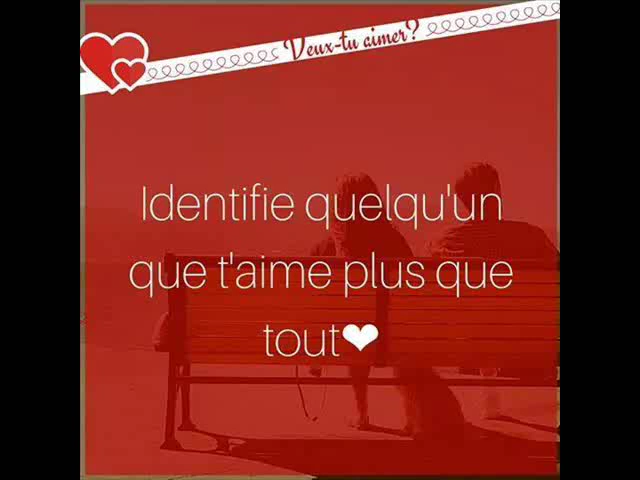 Veux-tu aimer?
Identifie quelqu'un
que t'aime plus que
tout❤